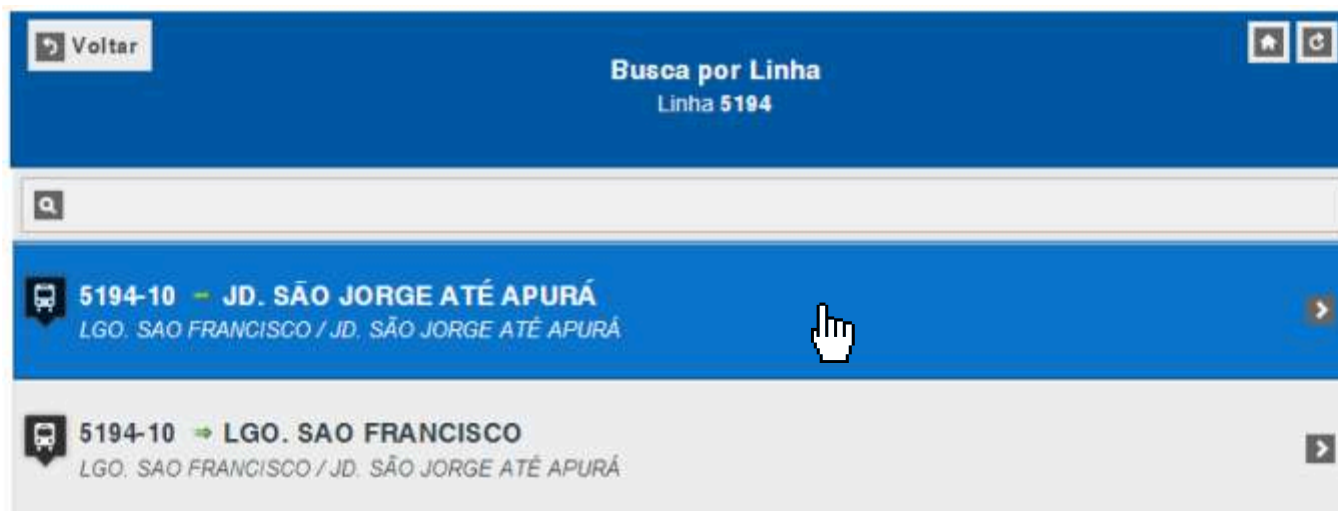 Voltar
Busca por Linha
Linha 5194
5194-10 ⇒ JD. SÃO JORGE ATÉ APURÁ
LGO. SAO FRANCISCO / JD. SÃO JORGE ATÉ APURÁ
5194-10 ⇒ LGO. SAO FRANCISCO
LGO. SAO FRANCISCO / JD. SÃO JORGE ATÉ APURÁ